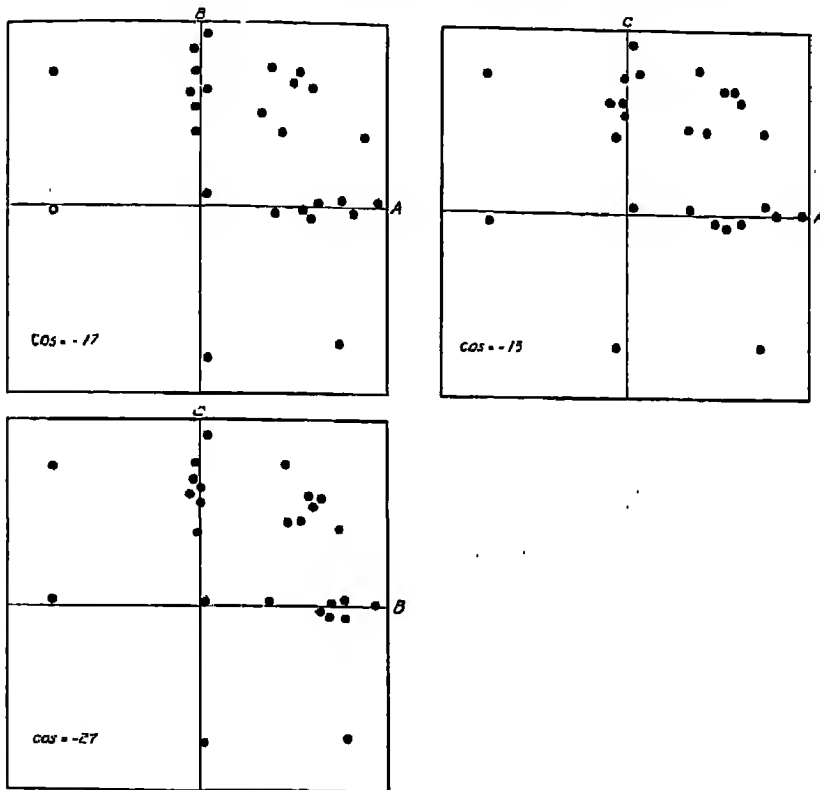 B
C
A
A
cos = -.17
cos = -.15
C
B
cos = -.27